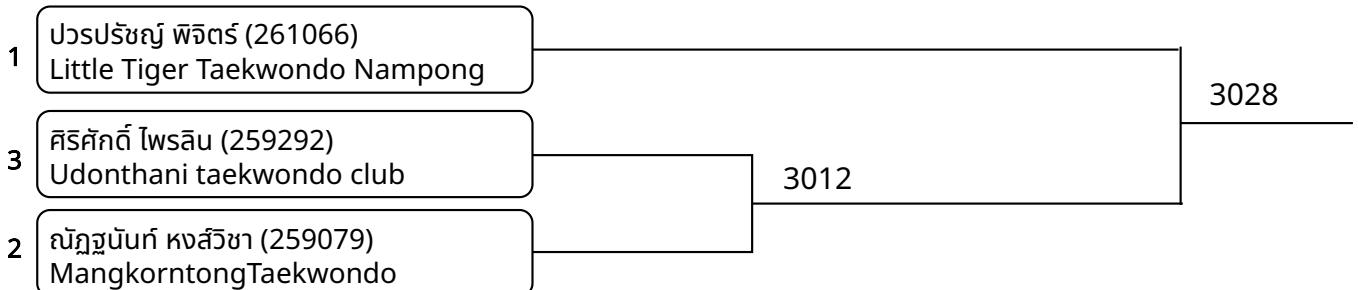 1
ปวรปรัชญ์ พิจิตร์ (261066)
Little Tiger Taekwondo Nampong
3028
3
ศิริศักดิ์ ไพรลิน (259292)
Udonthani taekwondo club
3012
2
ณัฏฐนันท์ หงส์วิชา (259079)
MangkorntongTaekwondo